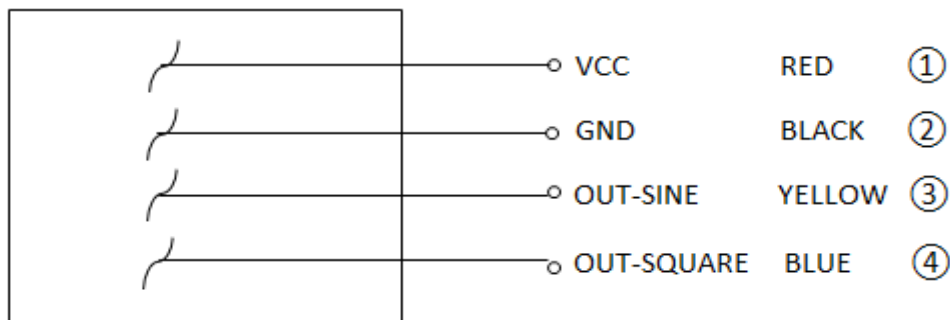 VCC RED ①
GND BLACK ②
OUT-SINE YELLOW ③
OUT-SQUARE BLUE ④